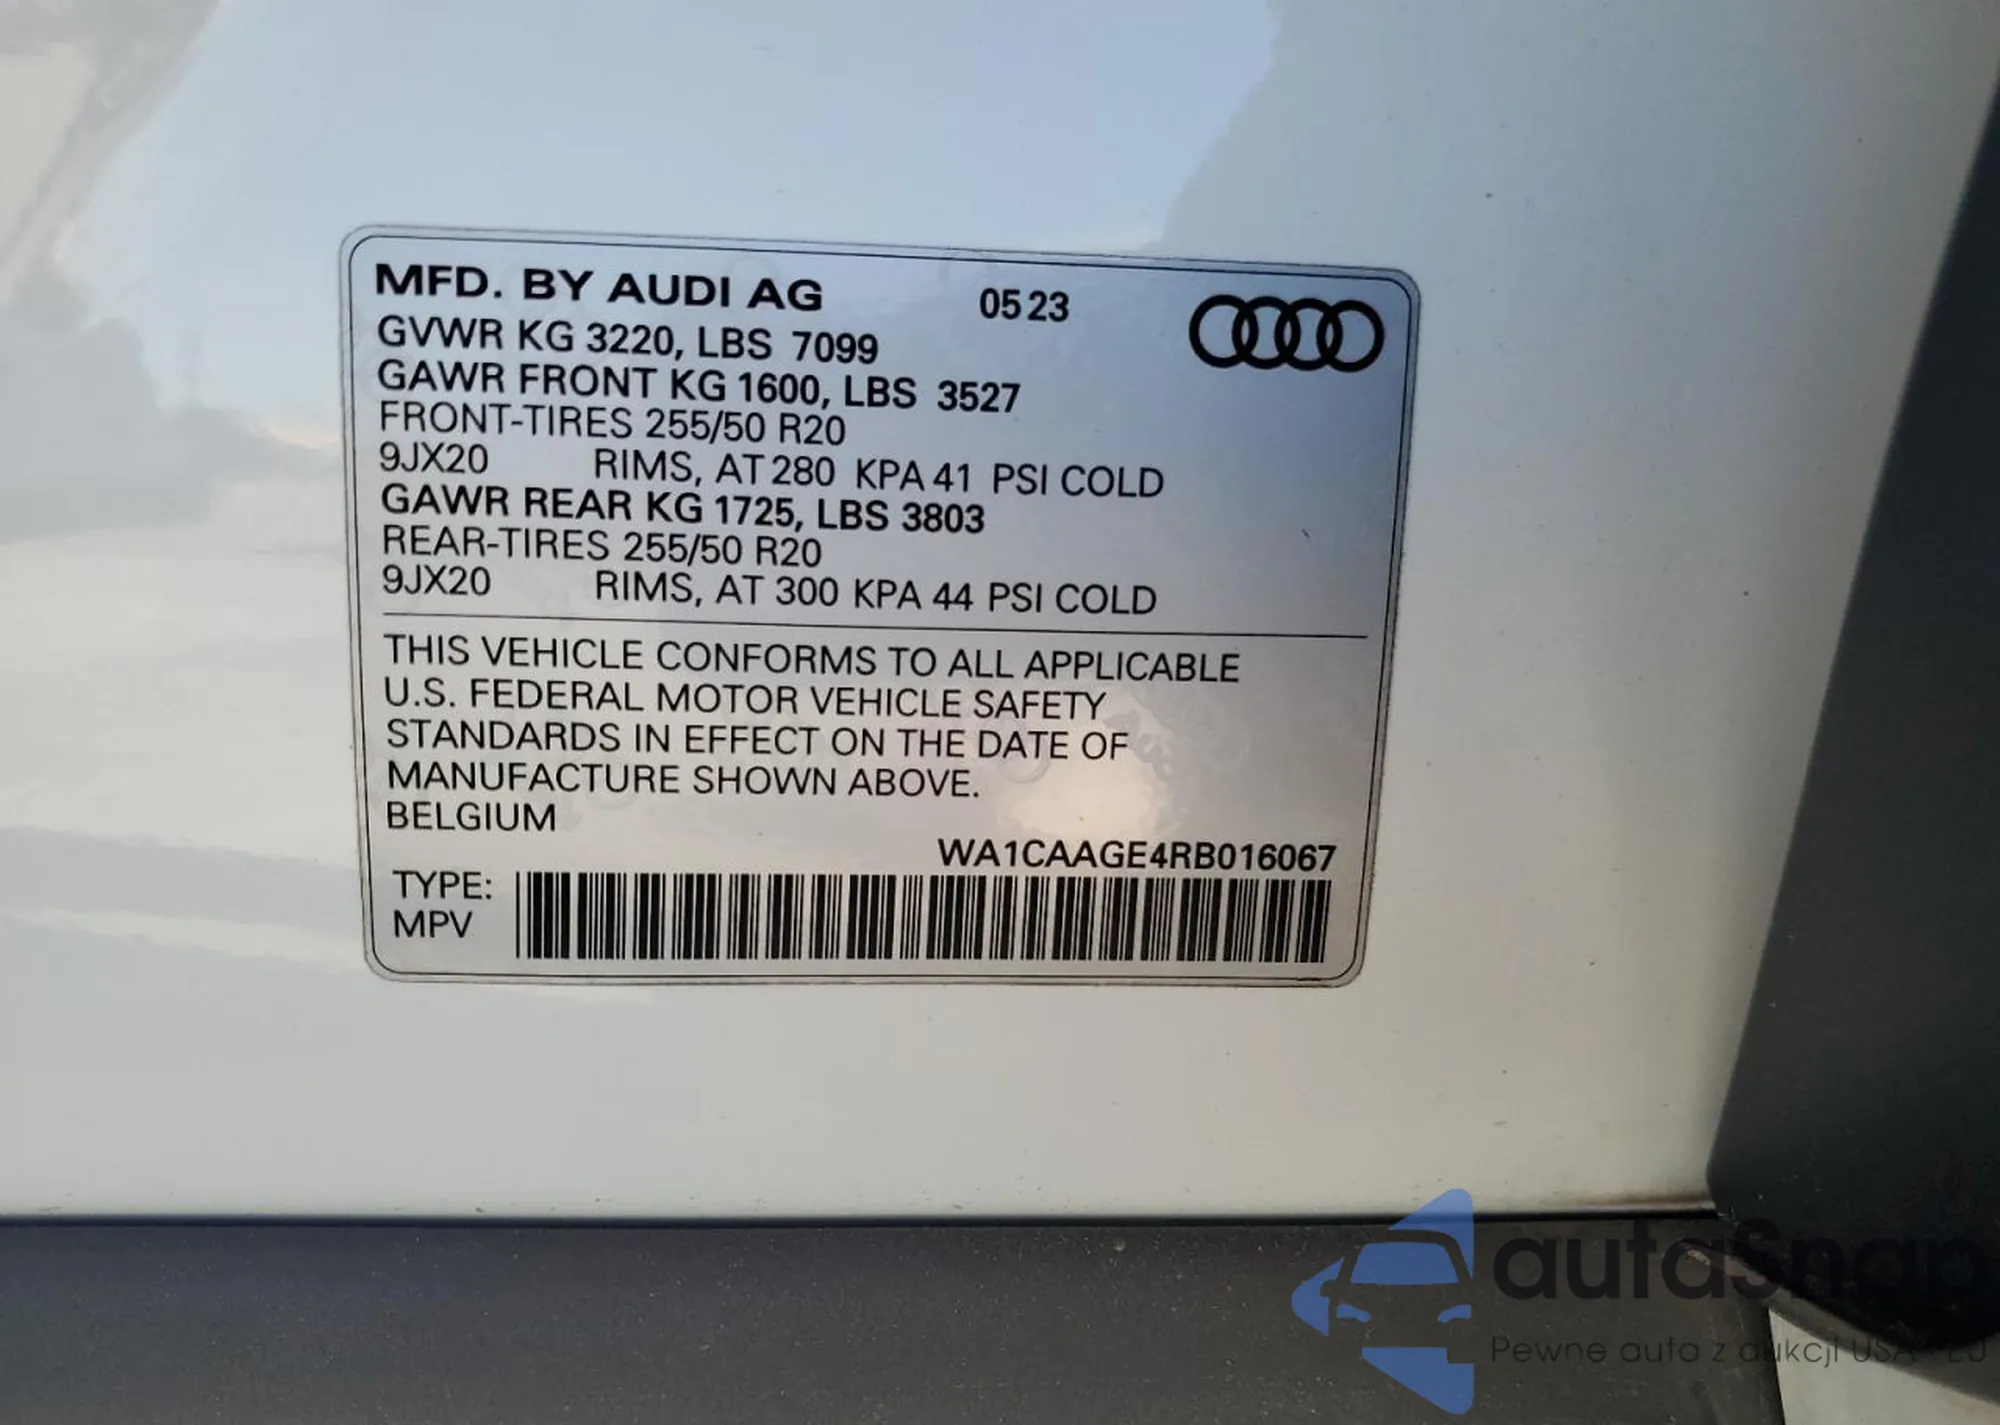 MFD. BY AUDI AG 0523
GVWR KG 3220, LBS 7099
GAWR FRONT KG 1600, LBS 3527
FRONT-TIRES 255/50 R20
9JX20 RIMS, AT 280 KPA 41 PSI COLD
GAWR REAR KG 1725, LBS 3803
REAR-TIRES 255/50 R20
9JX20 RIMS, AT 300 KPA 44 PSI COLD
THIS VEHICLE CONFORMS TO ALL APPLICABLE
U.S. FEDERAL MOTOR VEHICLE SAFETY
STANDARDS IN EFFECT ON THE DATE OF
MANUFACTURE SHOWN ABOVE.
BELGIUM
WA1CAAGE4RB016067
TYPE:
MPV
autaSnap
Pewne auta z aukcji USA EU